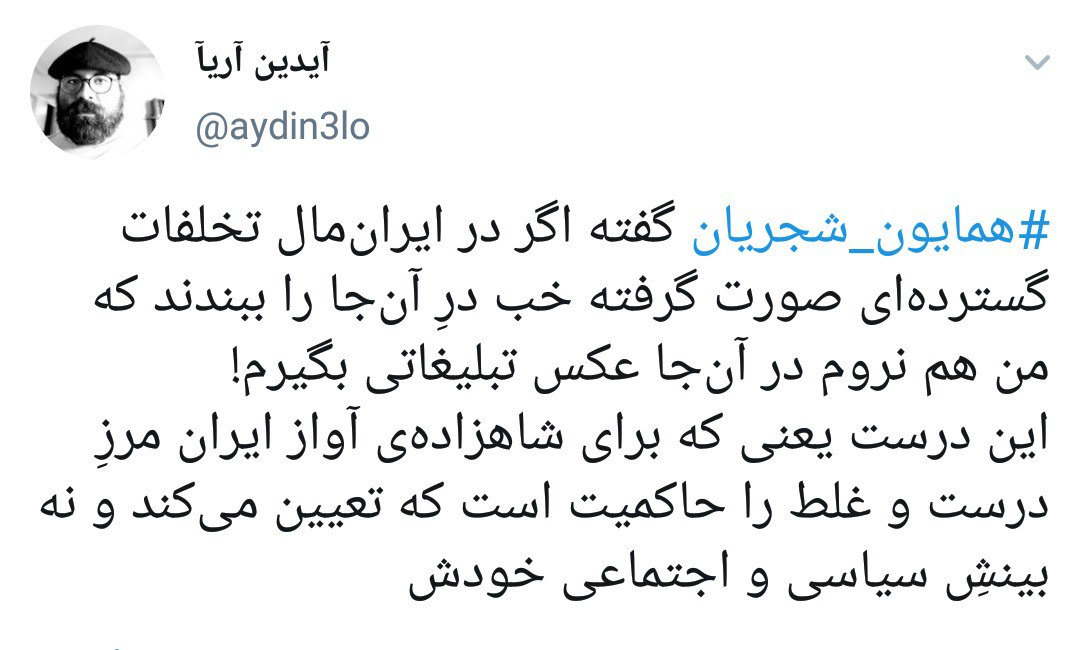 آیدین آریآ
@aydin3lo
#همایون_شجریان گفته اگر در ایران‌مال تخلفات
گسترده‌ای صورت گرفته خب درِ آن‌جا را ببندند که
من هم نروم در آن‌جا عکس تبلیغاتی بگیرم!
این درست یعنی که برای شاهزاده‌ی آواز ایران مرزِ
درست و غلط را حاکمیت است که تعیین می‌کند و نه
بینشِ سیاسی و اجتماعی خودش